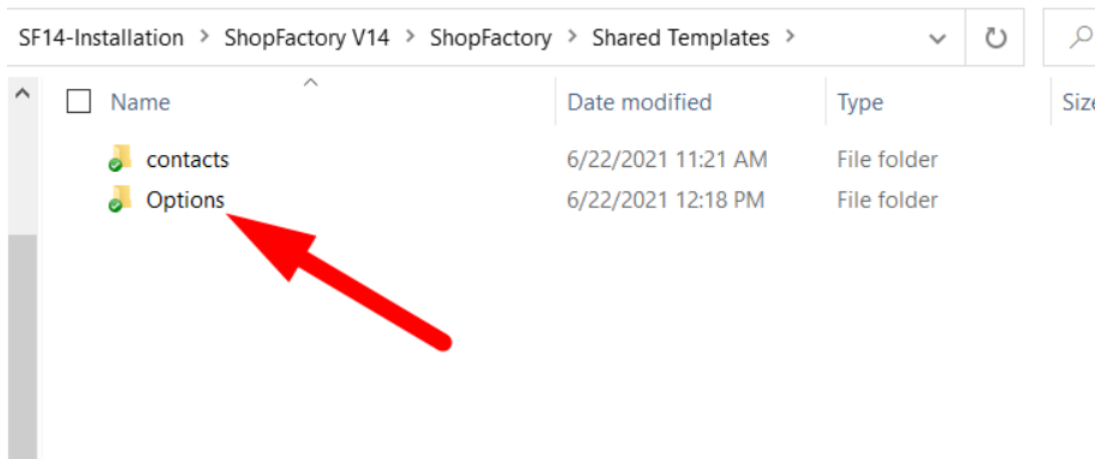 SF14-Installation > ShopFactory V14 > ShopFactory > Shared Templates >
Name Date modified Type Size
contacts 6/22/2021 11:21 AM File folder
Options 6/22/2021 12:18 PM File folder